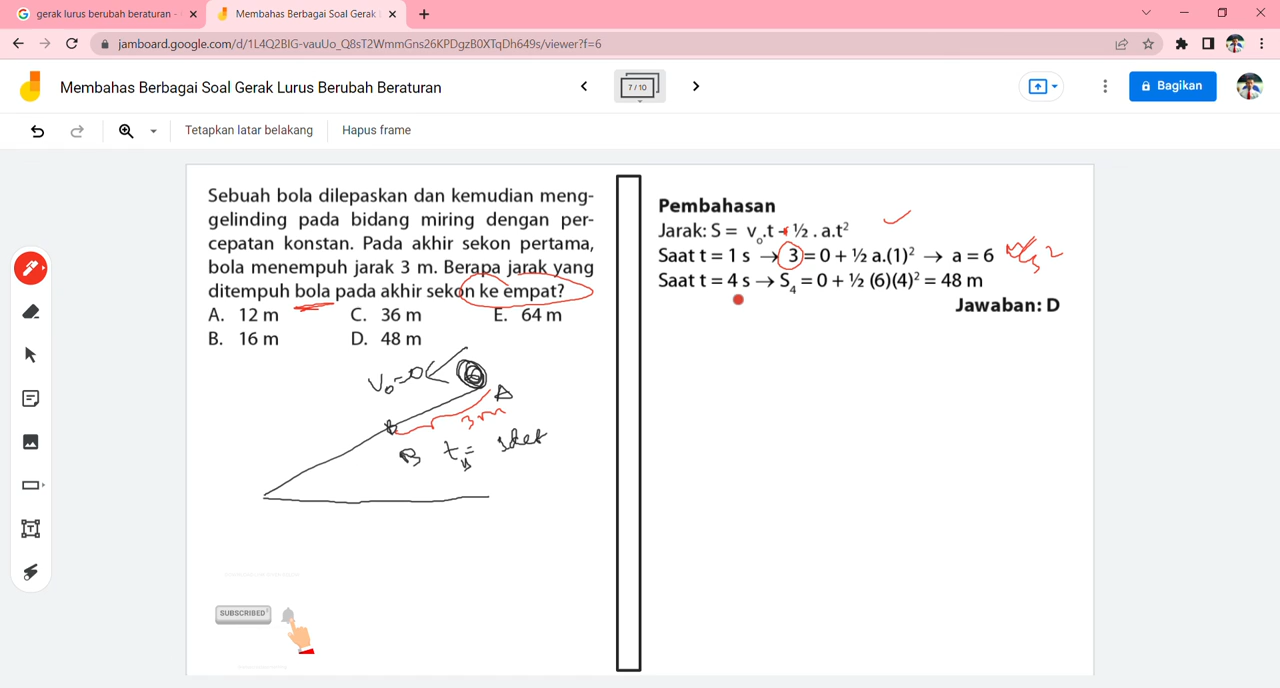 gerak lurus berubah beraturan -
Membahas Berbagai Soal Gerak
jamboard.google.com/d/1L4Q2BIG-vauUo_Q8sT2WmmGns26KPDgzB0XTqDh649s/viewer?f=6
Membahas Berbagai Soal Gerak Lurus Berubah Beraturan
7 / 10
Bagikan
Tetapkan latar belakang
Hapus frame
Sebuah bola dilepaskan dan kemudian meng-
gelinding pada bidang miring dengan per-
cepatan konstan. Pada akhir sekon pertama,
bola menempuh jarak 3 m. Berapa jarak yang
ditempuh bola pada akhir sekon ke empat?
A. 12 m C. 36 m E. 64 m
B. 16 m D. 48 m
V₀=0
A
3 m
B t_B =
SUBSCRIBED
Pembahasan
Jarak: S = v₀.t + ½ . a.t²
Saat t = 1 s → 3 = 0 + ½ a.(1)² → a = 6 m/s²
Saat t = 4 s → S₄ = 0 + ½ (6)(4)² = 48 m
Jawaban: D